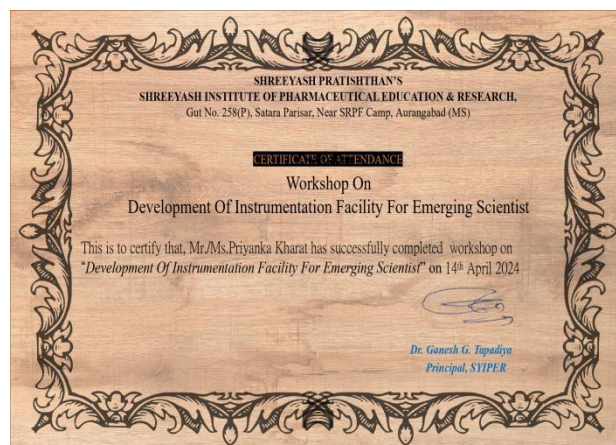 SHREEYASH PRATISHTHAN'S
SHREEYASH INSTITUTE OF PHARMACEUTICAL EDUCATION & RESEARCH,
Gut No. 258(P), Satara Parisar, Near SRPF Camp, Aurangabad (MS)
CERTIFICATE OF ATTENDANCE
Workshop On
Development Of Instrumentation Facility For Emerging Scientist
This is to certify that, Mr./Ms.Priyanka Kharat has successfully completed workshop on
"Development Of Instrumentation Facility For Emerging Scientist" on 14th April 2024
Dr. Ganesh G. Tapadiya
Principal, SYIPER